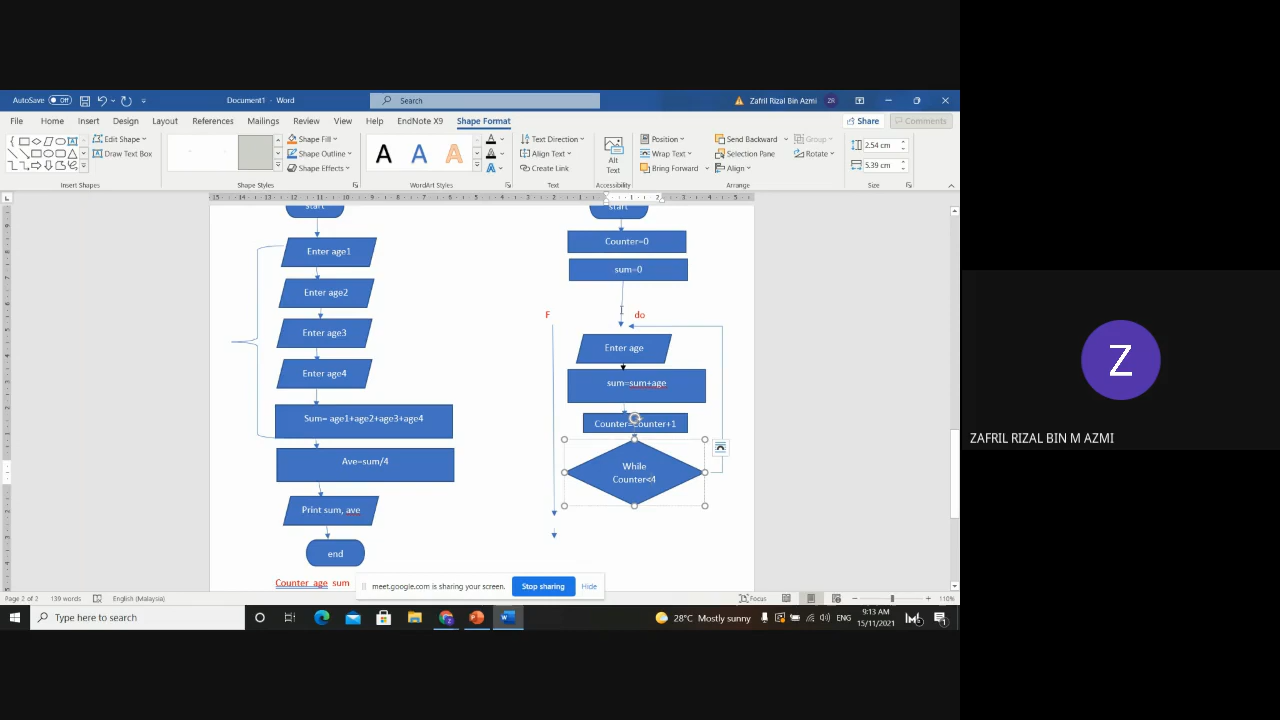 AutoSave Off
Document1 - Word
Search
Zafril Rizal Bin Azmi
ZR
File Home Insert Draw Design Layout References Mailings Review View Help EndNote X9 Shape Format
Share Comments
Edit Shape
Draw Text Box
Insert Shapes
Shape Fill
Shape Outline
Shape Effects
Shape Styles
A A A
WordArt Styles
Text Direction
Align Text
Create Link
Text
Alt
Text
Accessibility
Position
Wrap Text
Bring Forward
Send Backward
Selection Pane
Align
Group
Rotate
Arrange
2.54 cm
5.39 cm
Size
start
Enter age1
Enter age2
Enter age3
Enter age4
Sum= age1+age2+age3+age4
Ave=sum/4
Print sum, ave
end
Counter age sum
start
Counter=0
sum=0
F
do
Enter age
sum=sum+age
Counter=counter+1
While
Counter<4
meet.google.com is sharing your screen.
Stop sharing
Hide
Page 2 of 2
139 words
English (Malaysia)
Focus
110%
Type here to search
28°C Mostly sunny
ENG
9:13 AM
15/11/2021
Z
ZAFRIL RIZAL BIN M AZMI